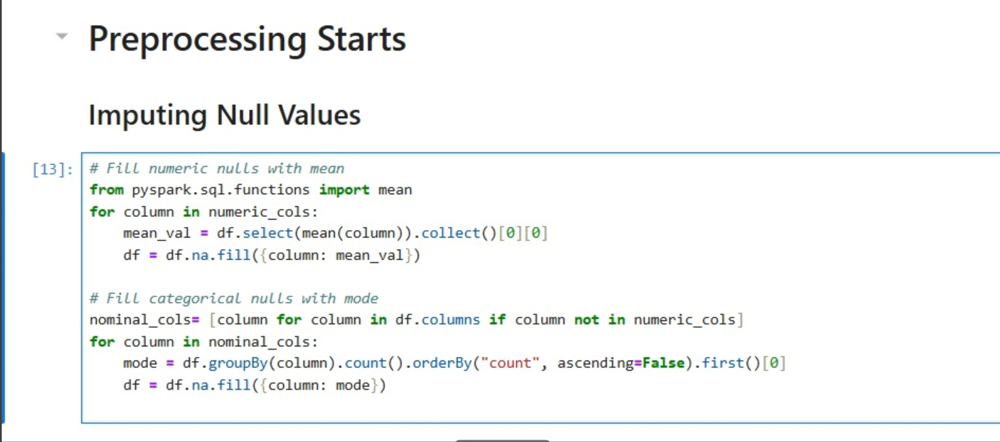 Preprocessing Starts
Imputing Null Values
[13]:
# Fill numeric nulls with mean
from pyspark.sql.functions import mean
for column in numeric_cols:
    mean_val = df.select(mean(column)).collect()[0][0]
    df = df.na.fill({column: mean_val})

# Fill categorical nulls with mode
nominal_cols= [column for column in df.columns if column not in numeric_cols]
for column in nominal_cols:
    mode = df.groupBy(column).count().orderBy("count", ascending=False).first()[0]
    df = df.na.fill({column: mode})